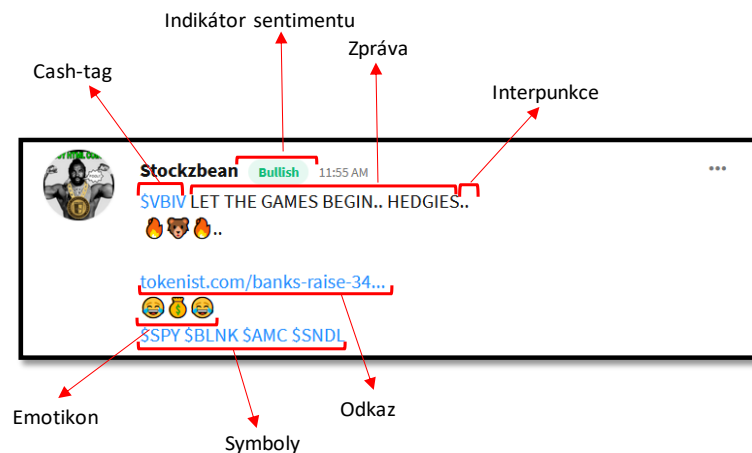 Indikátor sentimentu
Zpráva
Cash-tag
Interpunkce
Stockzbean Bullish 11:55 AM
$VBIV LET THE GAMES BEGIN.. HEDGIES..
🔥🐻🔥..
tokenist.com/banks-raise-34...
😂💰😂
$SPY $BLNK $AMC $SNDL
Emotikon
Odkaz
Symboly